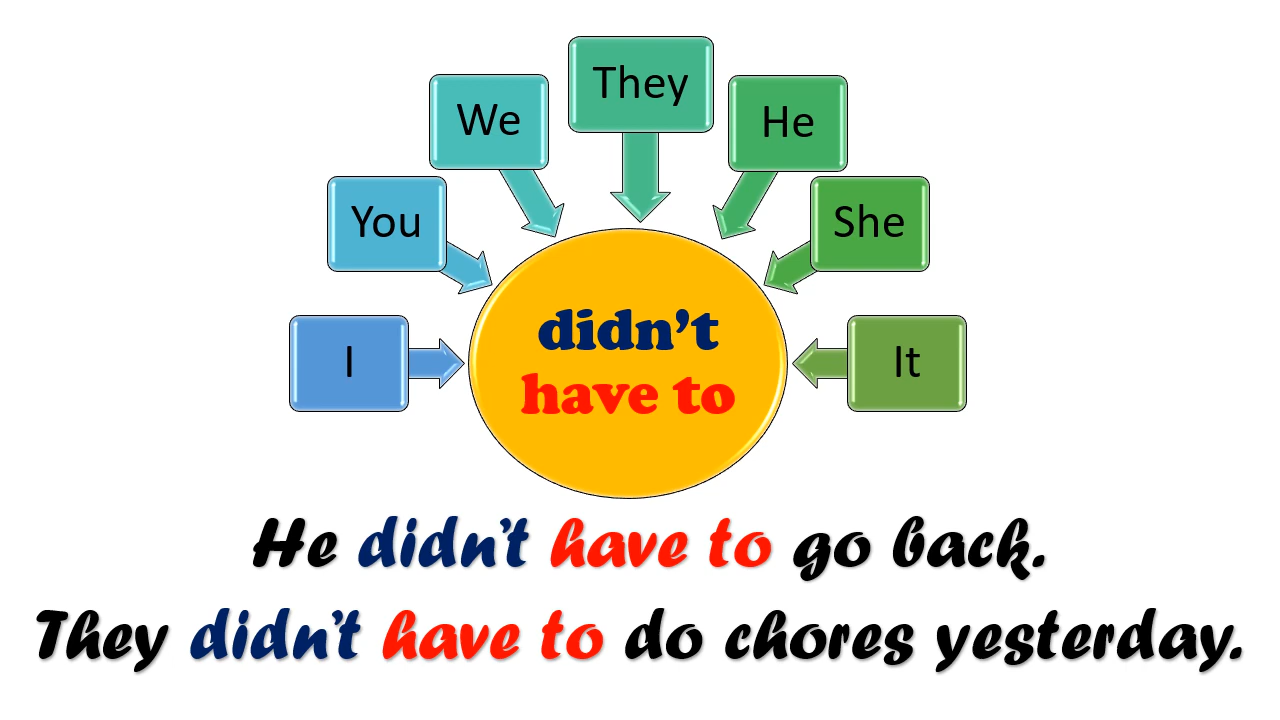 They
We
He
You
She
I
It
didn't
have to
He didn't have to go back.
They didn't have to do chores yesterday.